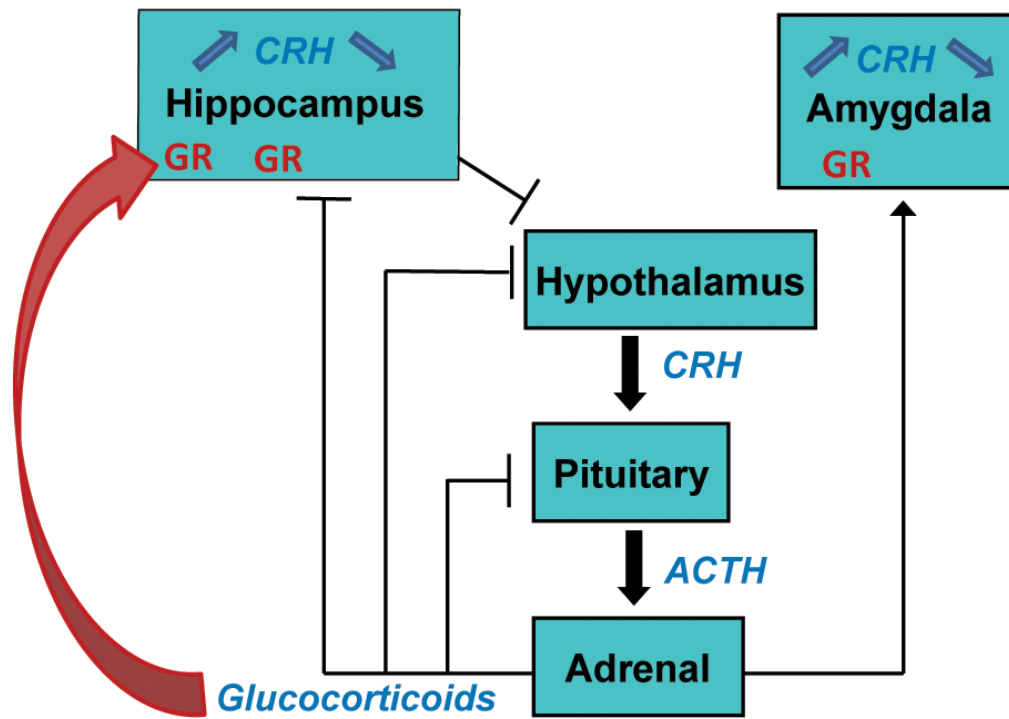 CRH
Hippocampus
GR GR
CRH
Amygdala
GR
Hypothalamus
CRH
Pituitary
ACTH
Adrenal
Glucocorticoids